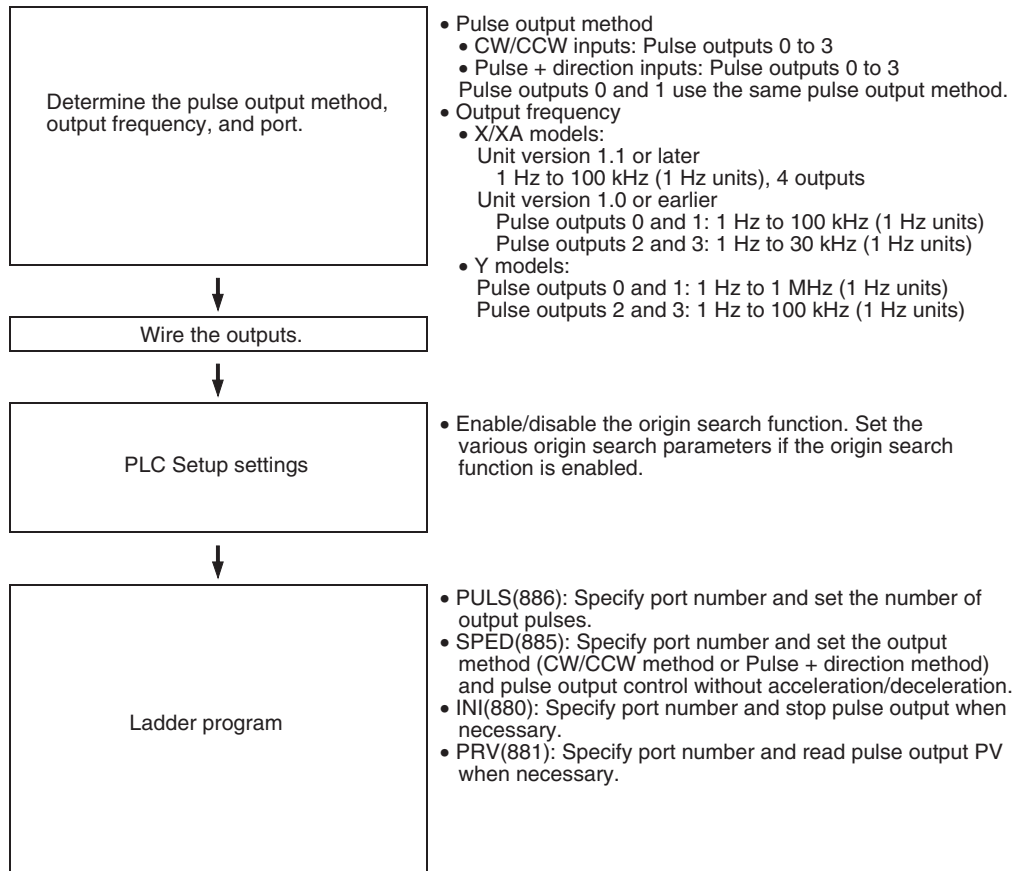 Determine the pulse output method,
output frequency, and port.
• Pulse output method
• CW/CCW inputs: Pulse outputs 0 to 3
• Pulse + direction inputs: Pulse outputs 0 to 3
Pulse outputs 0 and 1 use the same pulse output method.
• Output frequency
• X/XA models:
Unit version 1.1 or later
1 Hz to 100 kHz (1 Hz units), 4 outputs
Unit version 1.0 or earlier
Pulse outputs 0 and 1: 1 Hz to 100 kHz (1 Hz units)
Pulse outputs 2 and 3: 1 Hz to 30 kHz (1 Hz units)
• Y models:
Pulse outputs 0 and 1: 1 Hz to 1 MHz (1 Hz units)
Pulse outputs 2 and 3: 1 Hz to 100 kHz (1 Hz units)
Wire the outputs.
PLC Setup settings
• Enable/disable the origin search function. Set the
various origin search parameters if the origin search
function is enabled.
Ladder program
• PULS(886): Specify port number and set the number of
output pulses.
• SPED(885): Specify port number and set the output
method (CW/CCW method or Pulse + direction method)
and pulse output control without acceleration/deceleration.
• INI(880): Specify port number and stop pulse output when
necessary.
• PRV(881): Specify port number and read pulse output PV
when necessary.